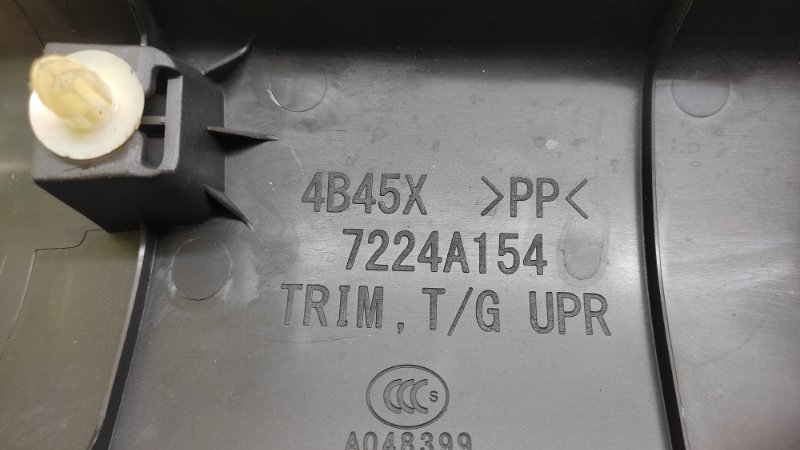 4B45X >PP<
7224A154
TRIM, T/G UPR
CCC S
A048399